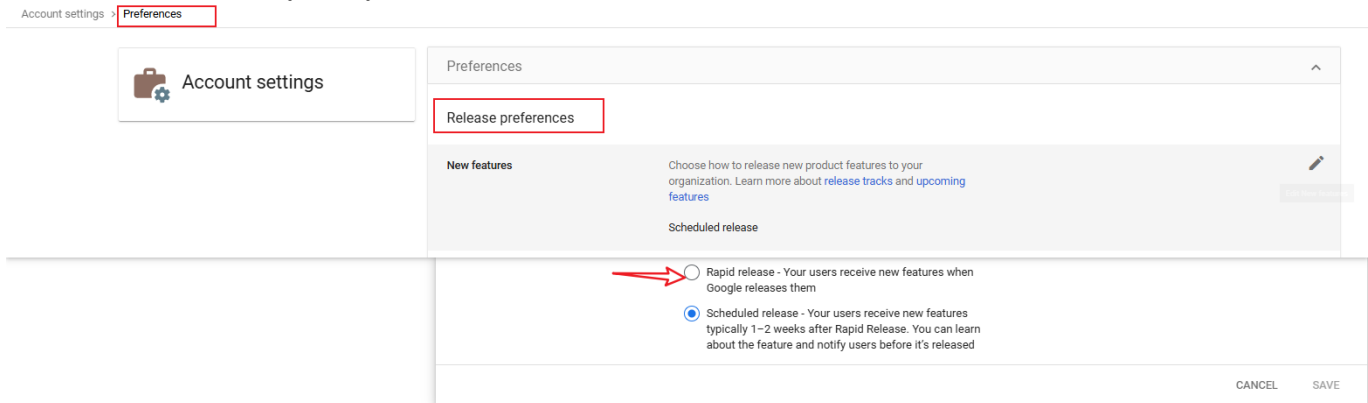 Account settings > Preferences
Account settings
Preferences
Release preferences
New features
Choose how to release new product features to your
organization. Learn more about release tracks and upcoming
features
Scheduled release
Rapid release - Your users receive new features when
Google releases them
Scheduled release - Your users receive new features
typically 1–2 weeks after Rapid Release. You can learn
about the feature and notify users before it's released
CANCEL SAVE